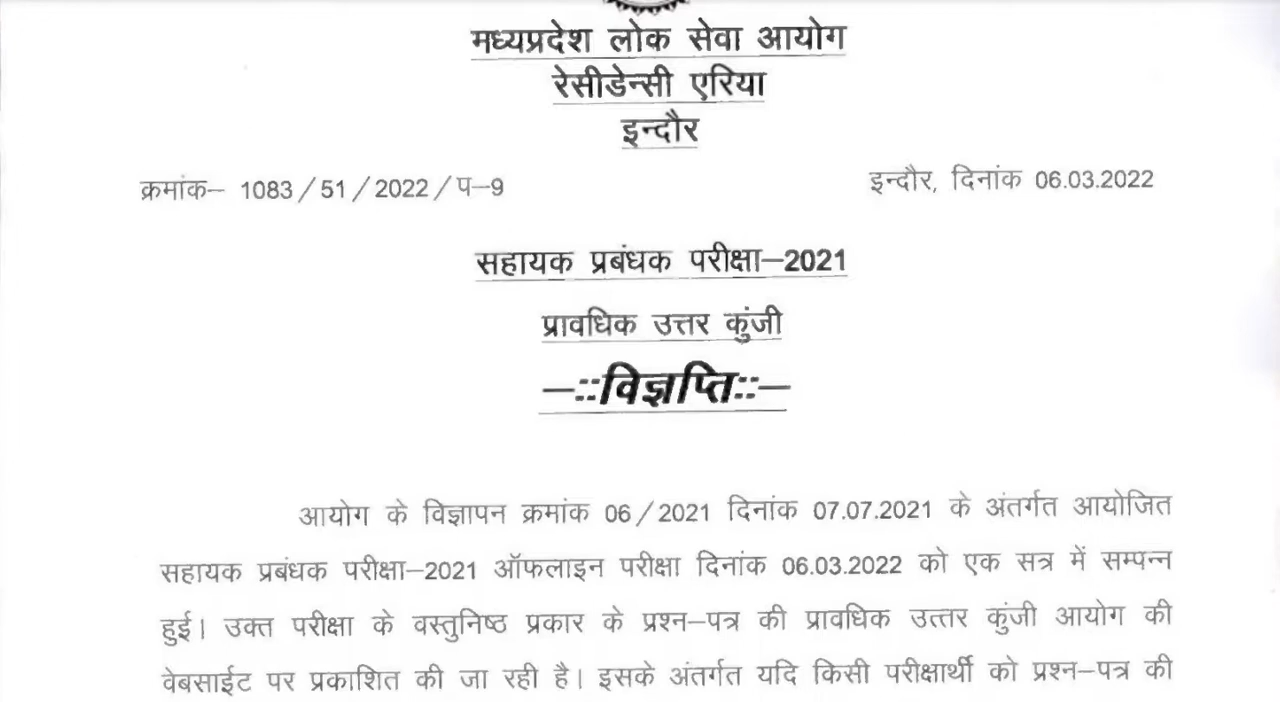 मध्यप्रदेश लोक सेवा आयोग
रेसीडेन्सी एरिया
इन्दौर
क्रमांक– 1083/51/2022/प–9 इन्दौर, दिनांक 06.03.2022
सहायक प्रबंधक परीक्षा–2021
प्रावधिक उत्तर कुंजी
–::विज्ञप्ति::–
आयोग के विज्ञापन क्रमांक 06/2021 दिनांक 07.07.2021 के अंतर्गत आयोजित
सहायक प्रबंधक परीक्षा–2021 ऑफलाइन परीक्षा दिनांक 06.03.2022 को एक सत्र में सम्पन्न
हुई। उक्त परीक्षा के वस्तुनिष्ठ प्रकार के प्रश्न–पत्र की प्रावधिक उत्तर कुंजी आयोग की
वेबसाईट पर प्रकाशित की जा रही है। इसके अंतर्गत यदि किसी परीक्षार्थी को प्रश्न–पत्र की